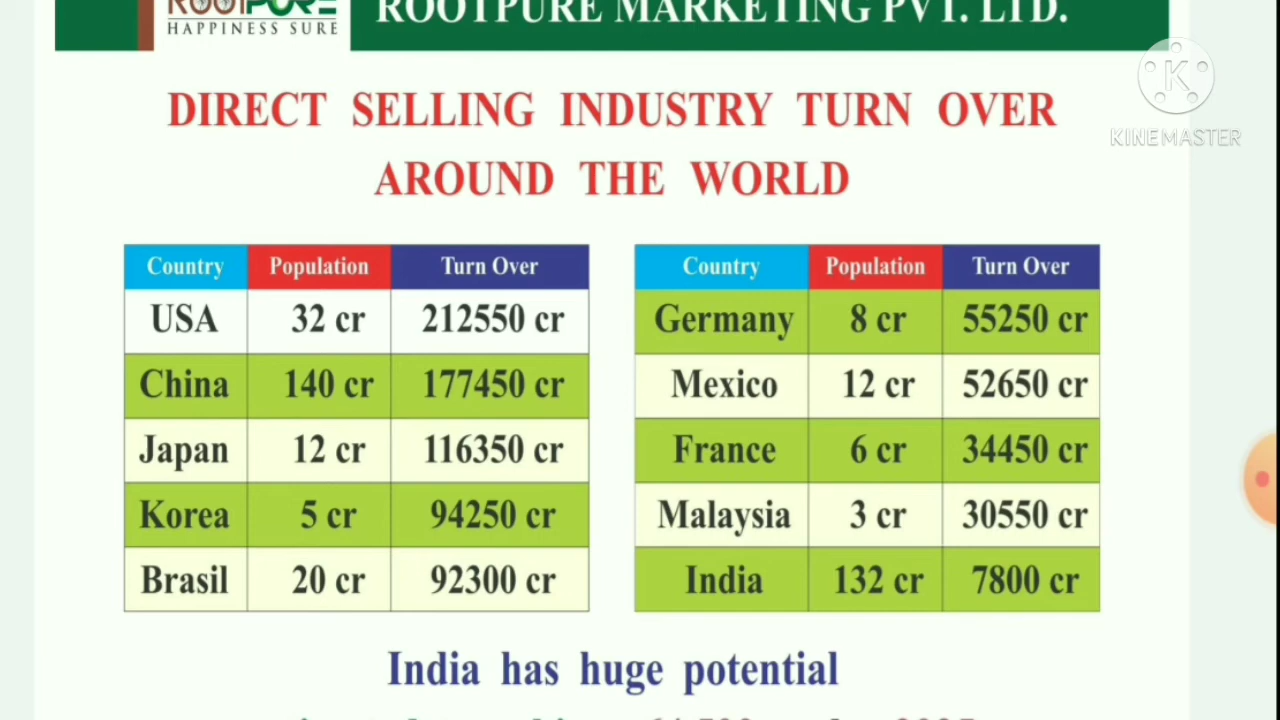 ROOTPURE
HAPPINESS SURE
ROOTPURE MARKETING PVT. LTD.
KINEMASTER
DIRECT SELLING INDUSTRY TURN OVER
AROUND THE WORLD
Country Population Turn Over
USA 32 cr 212550 cr
China 140 cr 177450 cr
Japan 12 cr 116350 cr
Korea 5 cr 94250 cr
Brasil 20 cr 92300 cr
Country Population Turn Over
Germany 8 cr 55250 cr
Mexico 12 cr 52650 cr
France 6 cr 34450 cr
Malaysia 3 cr 30550 cr
India 132 cr 7800 cr
India has huge potential